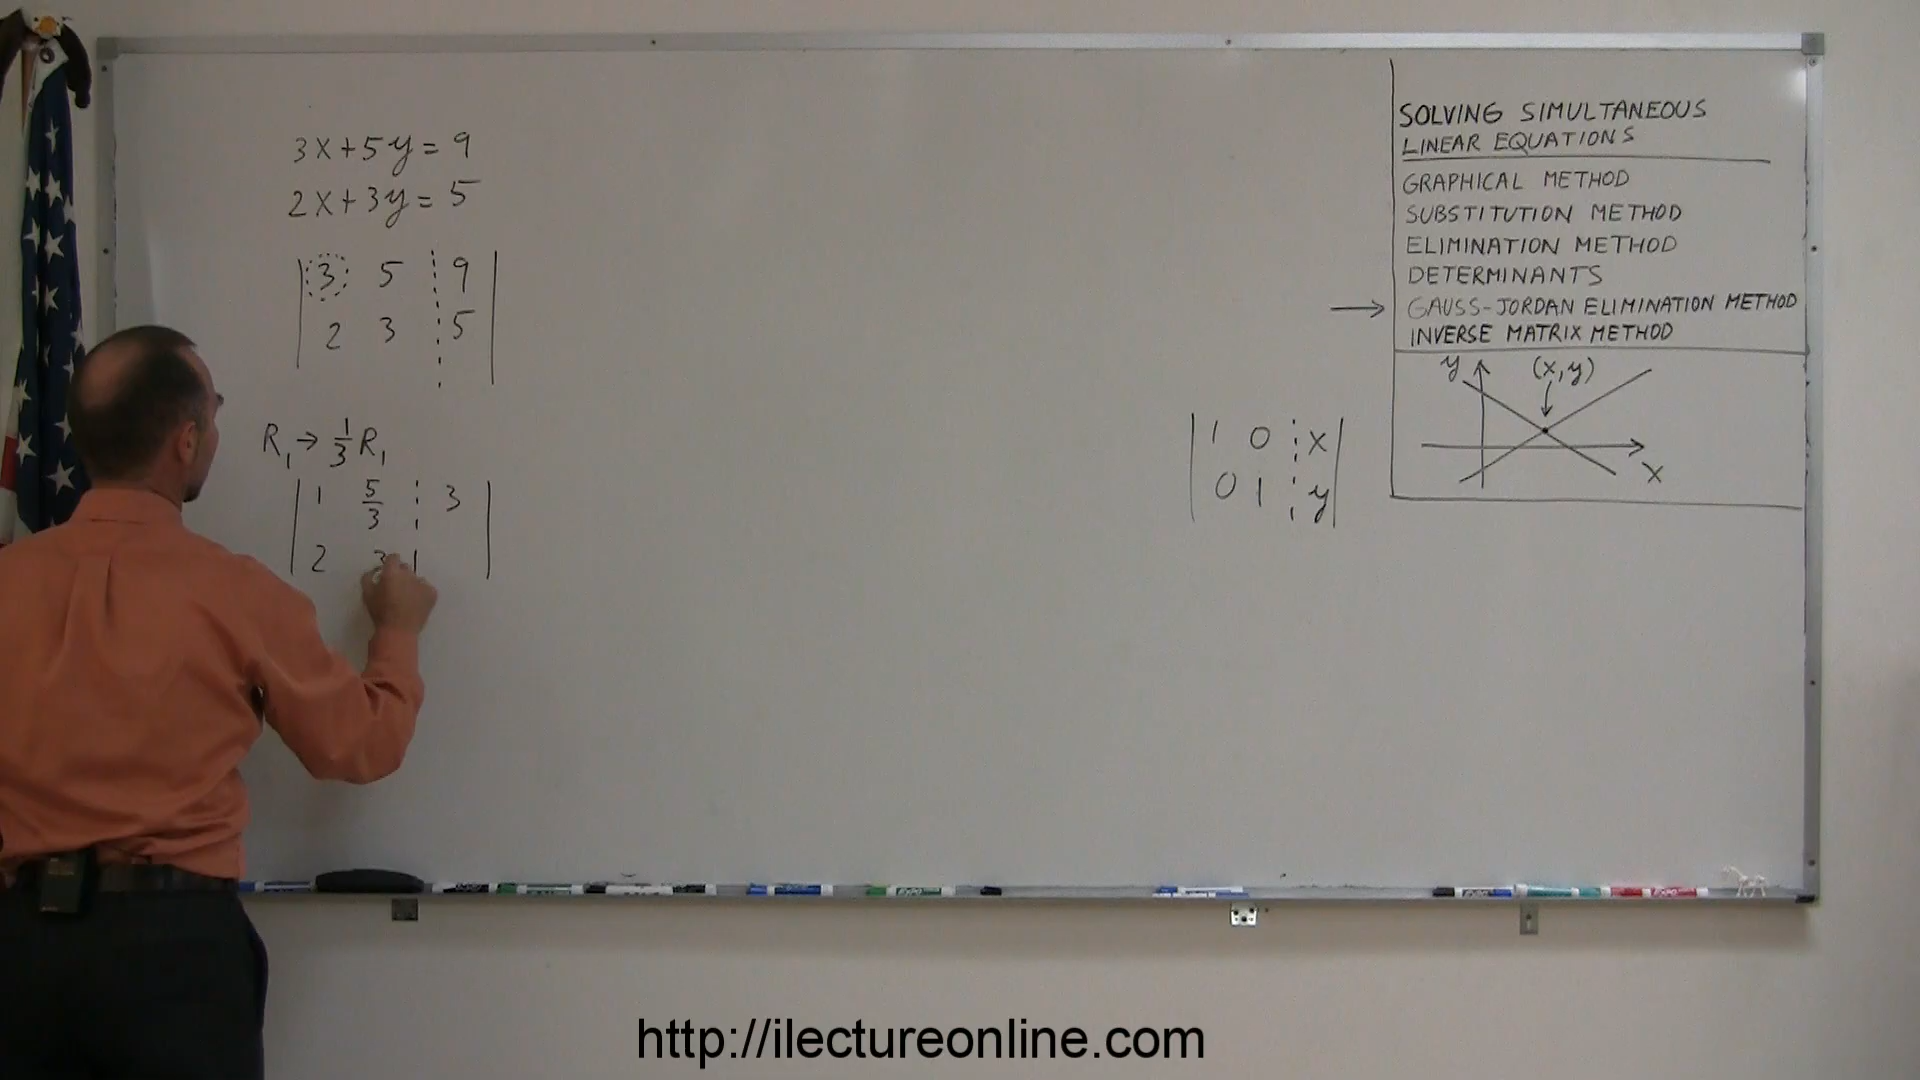 3x+5y=9
2x+3y=5
3 5 9
2 3 5
R₁→ 1/3 R₁
1 5/3 3
2 3
1 0 x
0 1 y
SOLVING SIMULTANEOUS
LINEAR EQUATIONS
GRAPHICAL METHOD
SUBSTITUTION METHOD
ELIMINATION METHOD
DETERMINANTS
→ GAUSS-JORDAN ELIMINATION METHOD
INVERSE MATRIX METHOD
y (x,y)
x
http://ilectureonline.com